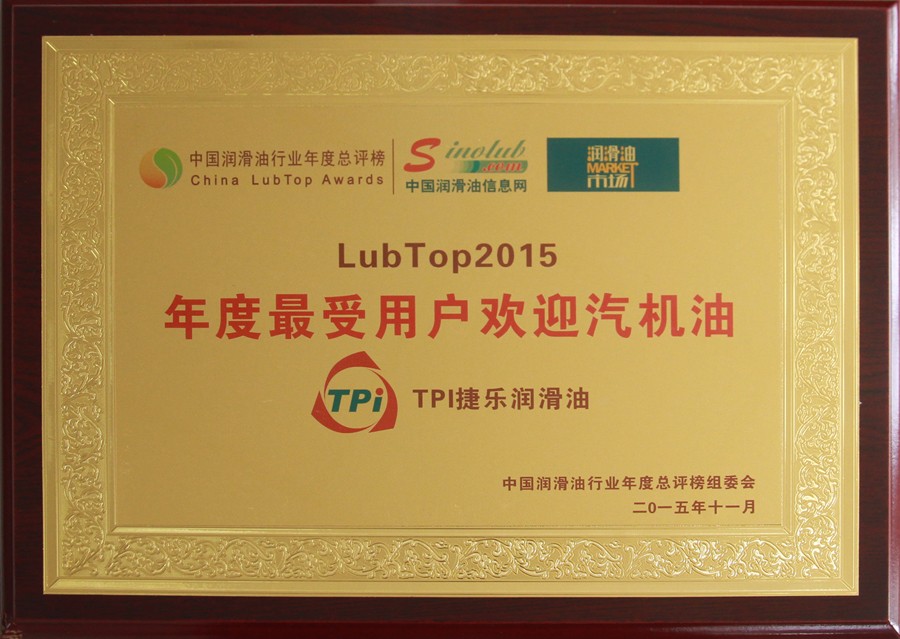 中国润滑油行业年度总评榜
China LubTop Awards
Sinolub
.com
中国润滑油信息网
润滑油
MARKET
市场
LubTop2015
年度最受用户欢迎汽机油
TPi
TPI捷乐润滑油
中国润滑油行业年度总评榜组委会
二0一五年十一月